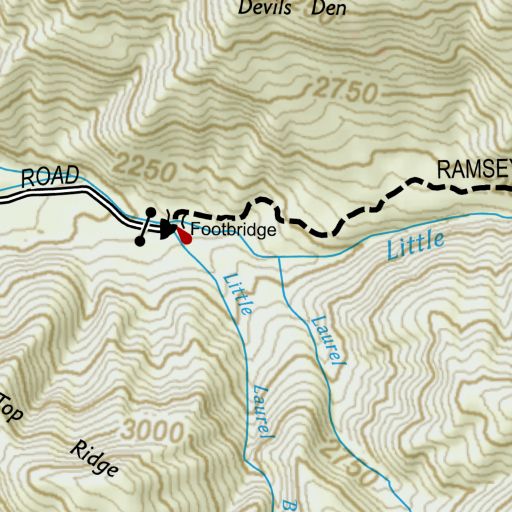 Devils Den
2750
2250
RAMSEY
ROAD
Footbridge
Little
Little
Laurel
Laurel
Top
3000
2750
Ridge
B